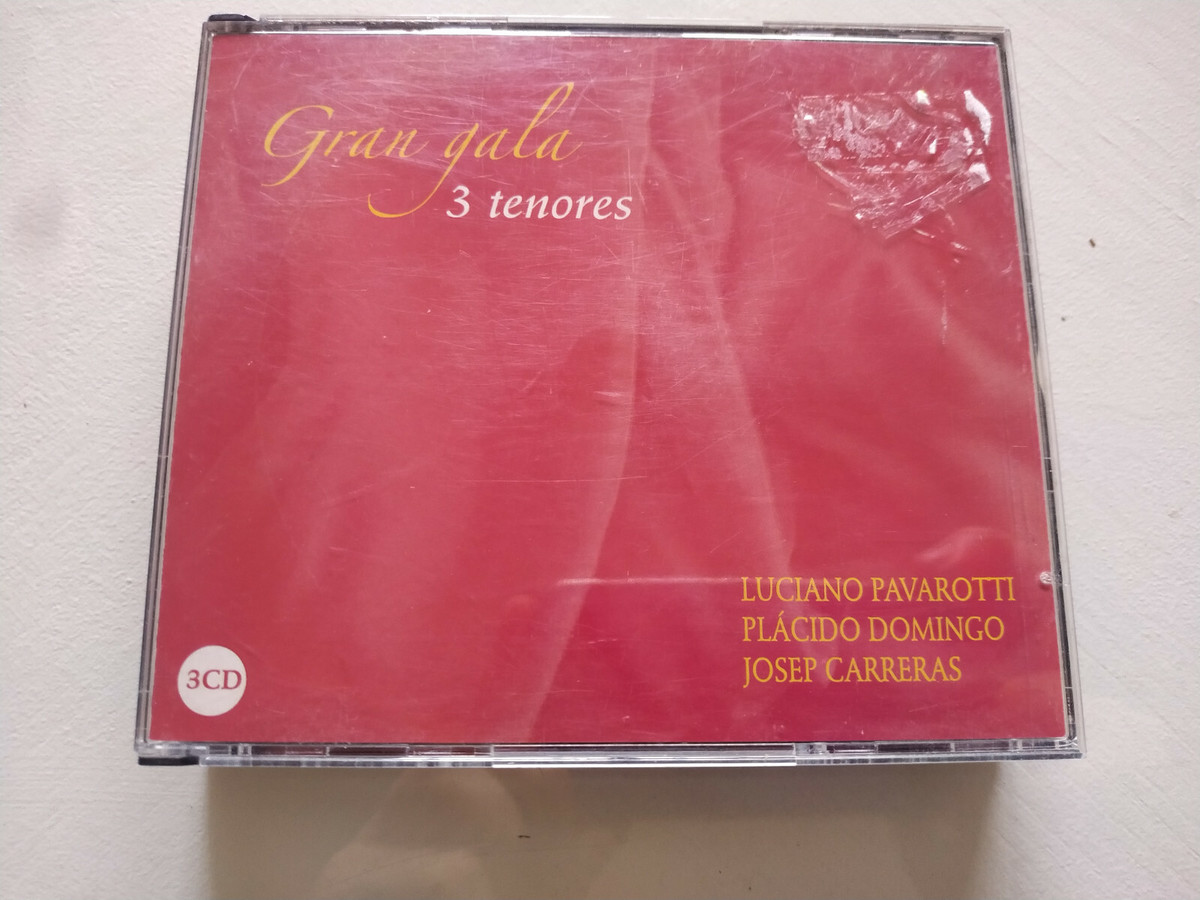 Gran gala
3 tenores
LUCIANO PAVAROTTI
PLÁCIDO DOMINGO
JOSEP CARRERAS
3CD